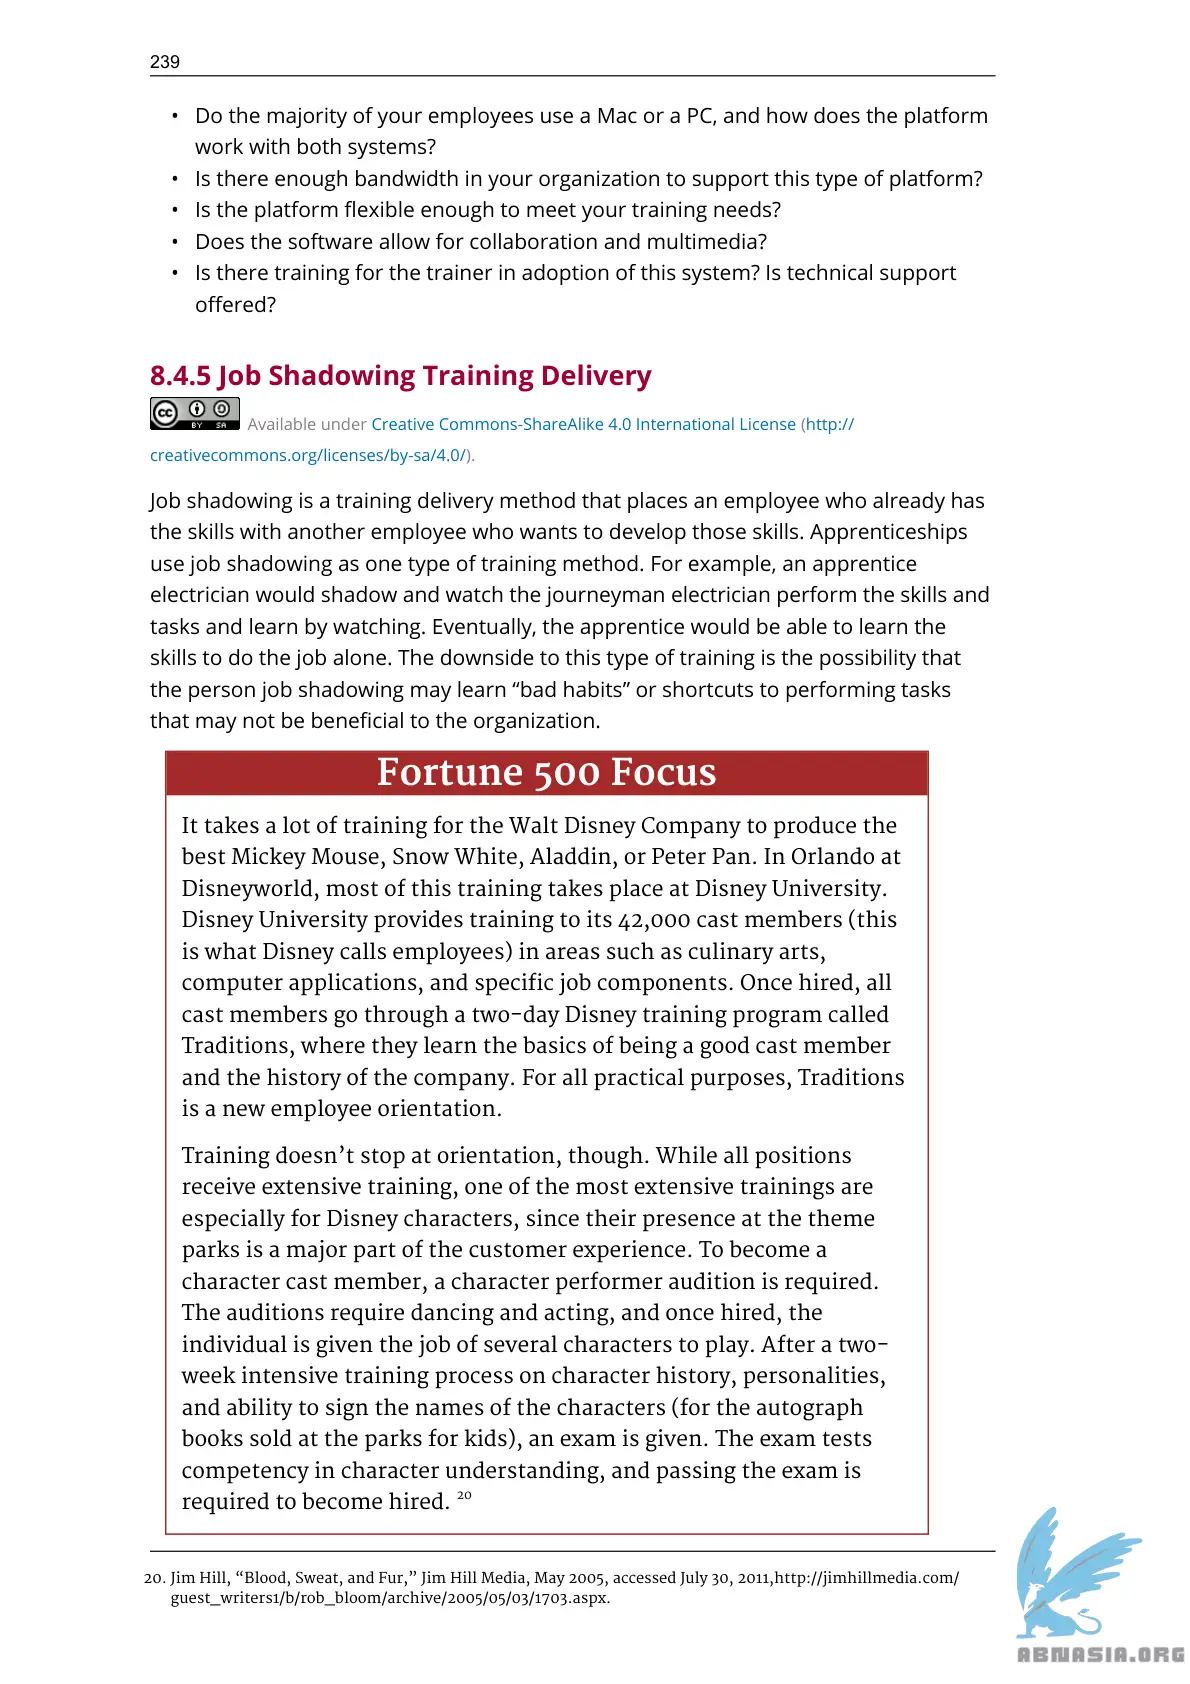 239
• Do the majority of your employees use a Mac or a PC, and how does the platform
work with both systems?
• Is there enough bandwidth in your organization to support this type of platform?
• Is the platform flexible enough to meet your training needs?
• Does the software allow for collaboration and multimedia?
• Is there training for the trainer in adoption of this system? Is technical support
offered?
8.4.5 Job Shadowing Training Delivery
cc BY SA Available under Creative Commons-ShareAlike 4.0 International License (http://
creativecommons.org/licenses/by-sa/4.0/).
Job shadowing is a training delivery method that places an employee who already has
the skills with another employee who wants to develop those skills. Apprenticeships
use job shadowing as one type of training method. For example, an apprentice
electrician would shadow and watch the journeyman electrician perform the skills and
tasks and learn by watching. Eventually, the apprentice would be able to learn the
skills to do the job alone. The downside to this type of training is the possibility that
the person job shadowing may learn “bad habits” or shortcuts to performing tasks
that may not be beneficial to the organization.
Fortune 500 Focus
It takes a lot of training for the Walt Disney Company to produce the
best Mickey Mouse, Snow White, Aladdin, or Peter Pan. In Orlando at
Disneyworld, most of this training takes place at Disney University.
Disney University provides training to its 42,000 cast members (this
is what Disney calls employees) in areas such as culinary arts,
computer applications, and specific job components. Once hired, all
cast members go through a two-day Disney training program called
Traditions, where they learn the basics of being a good cast member
and the history of the company. For all practical purposes, Traditions
is a new employee orientation.
Training doesn’t stop at orientation, though. While all positions
receive extensive training, one of the most extensive trainings are
especially for Disney characters, since their presence at the theme
parks is a major part of the customer experience. To become a
character cast member, a character performer audition is required.
The auditions require dancing and acting, and once hired, the
individual is given the job of several characters to play. After a two-
week intensive training process on character history, personalities,
and ability to sign the names of the characters (for the autograph
books sold at the parks for kids), an exam is given. The exam tests
competency in character understanding, and passing the exam is
required to become hired. 20
20. Jim Hill, “Blood, Sweat, and Fur,” Jim Hill Media, May 2005, accessed July 30, 2011,http://jimhillmedia.com/
guest_writers1/b/rob_bloom/archive/2005/05/03/1703.aspx.
ABNASIA.ORG